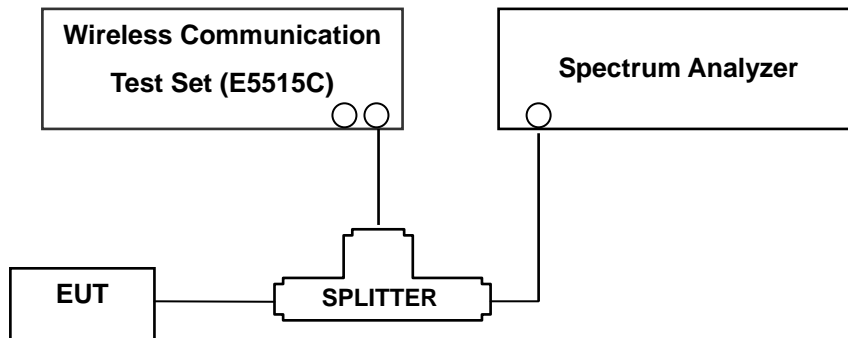 Wireless Communication
Test Set (E5515C)
Spectrum Analyzer
EUT
SPLITTER